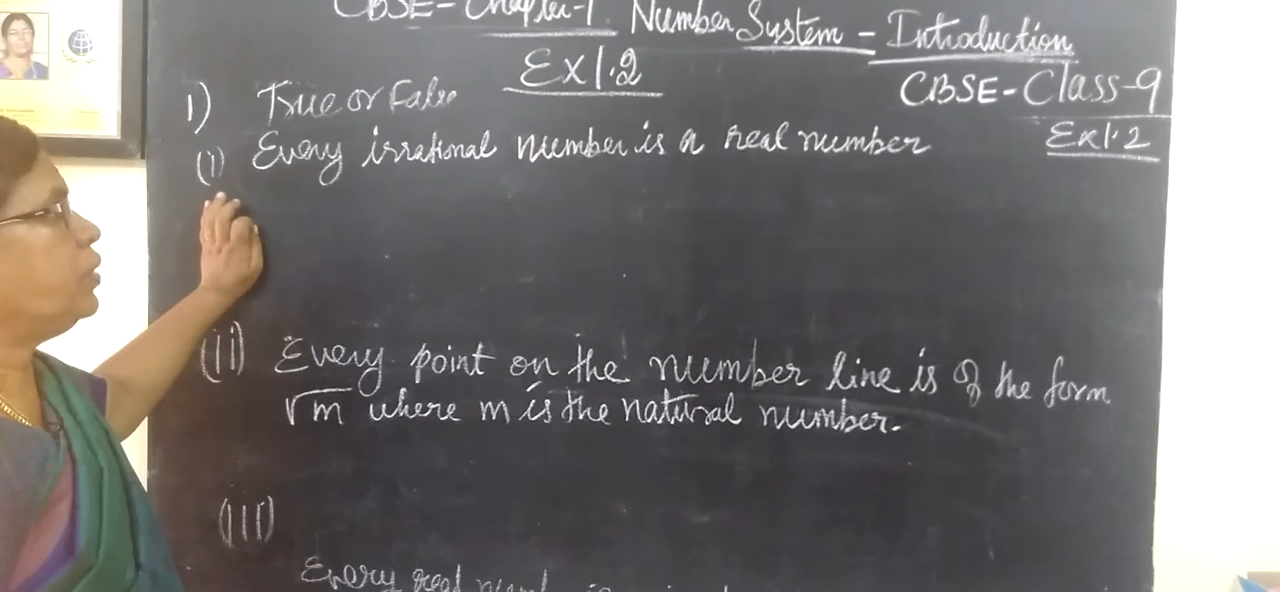 CBSE - Chapter-1 Number System - Introduction
Ex 1.2
CBSE - Class-9
Ex 1.2
1) True or False
(i) Every irrational number is a real number
(ii) Every point on the number line is of the form
√m where m is the natural number.
(iii)
Every real